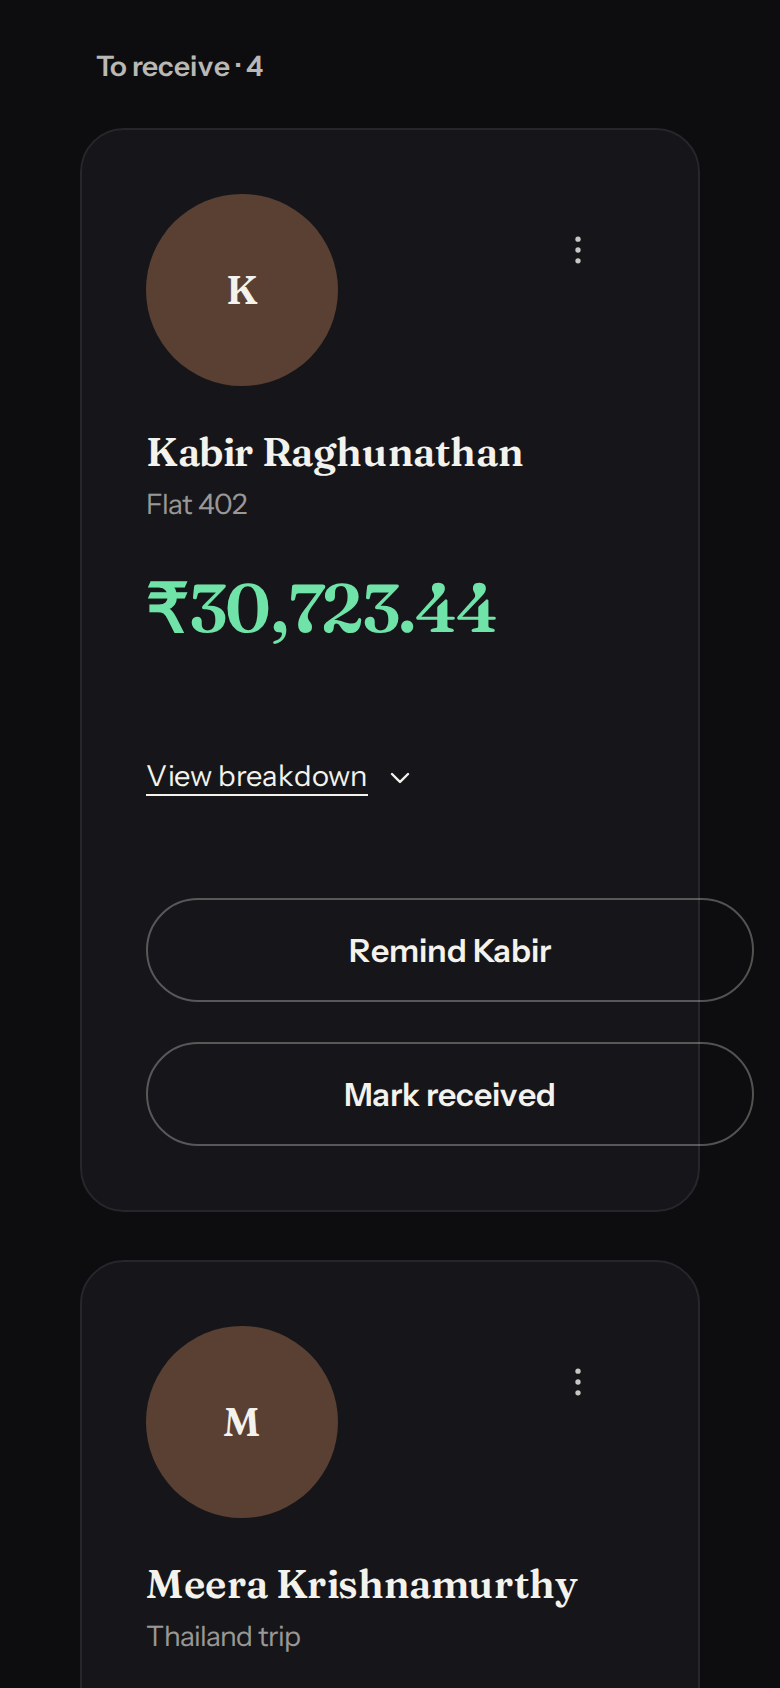 To receive · 4
K
Kabir Raghunathan
Flat 402
₹30,723.44
View breakdown
Remind Kabir
Mark received
M
Meera Krishnamurthy
Thailand trip